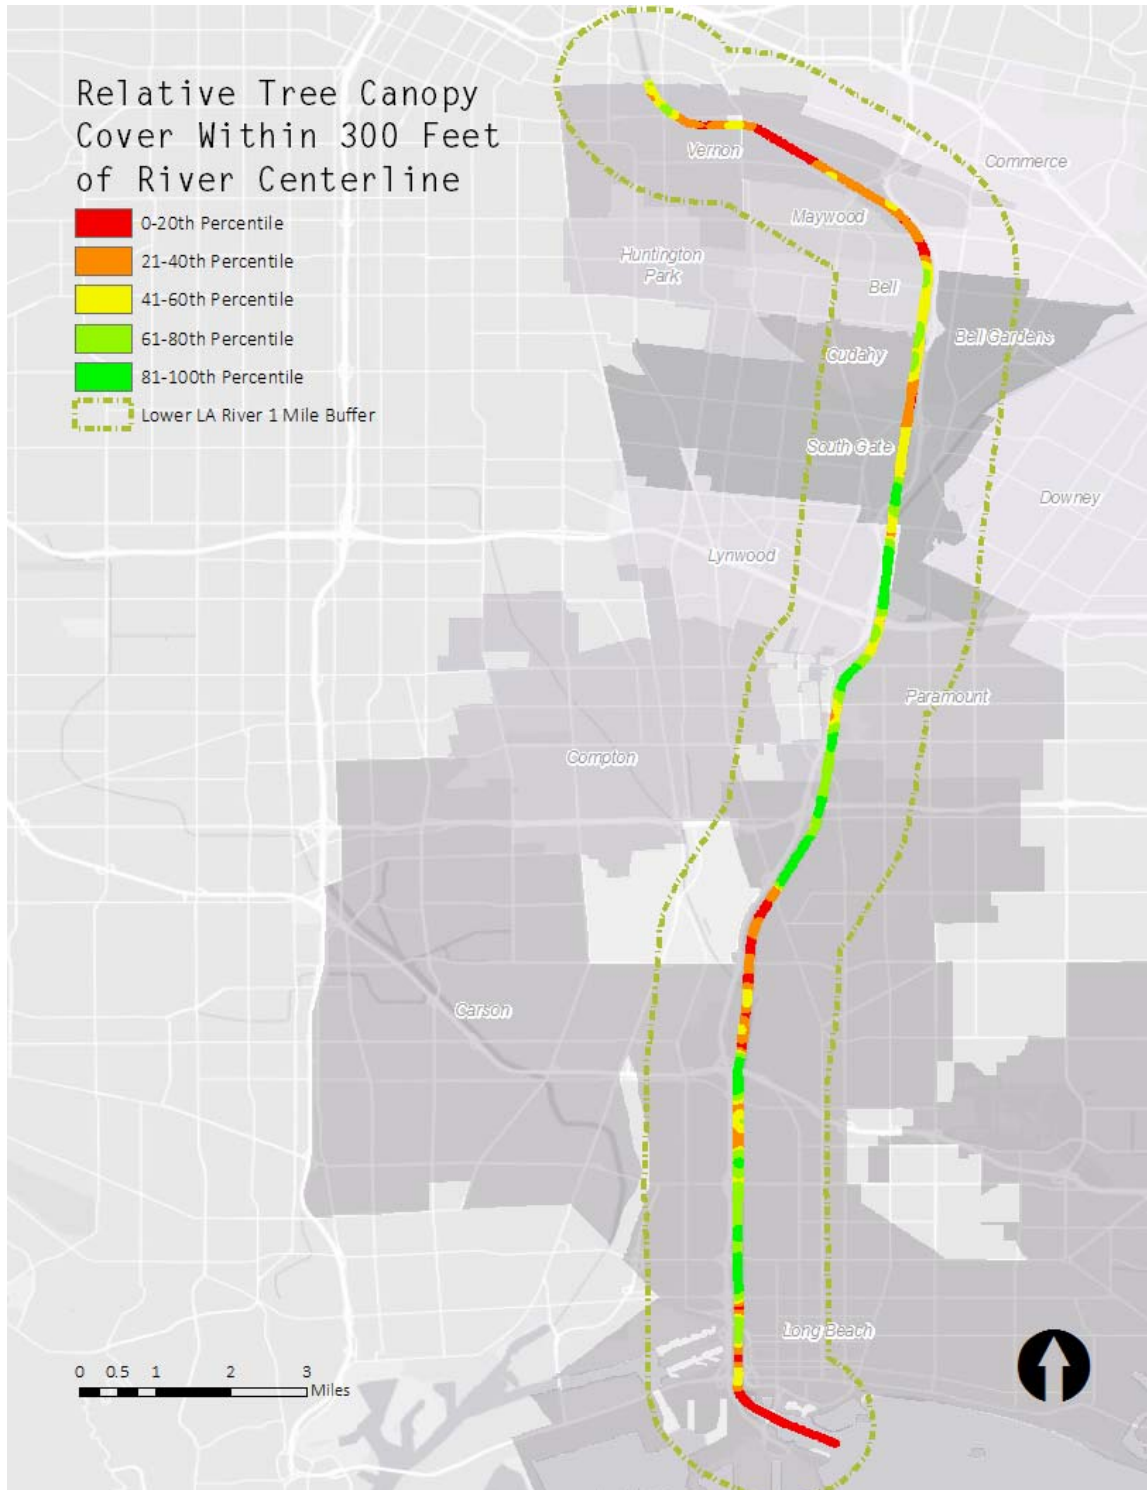 Relative Tree Canopy
Cover Within 300 Feet
of River Centerline
0-20th Percentile
21-40th Percentile
41-60th Percentile
61-80th Percentile
81-100th Percentile
Lower LA River 1 Mile Buffer
Vernon
Commerce
Maywood
Huntington
Park
Bell
Bell Gardens
Cudahy
South Gate
Downey
Lynwood
Paramount
Compton
Carson
Long Beach
0 0.5 1 2 3
Miles